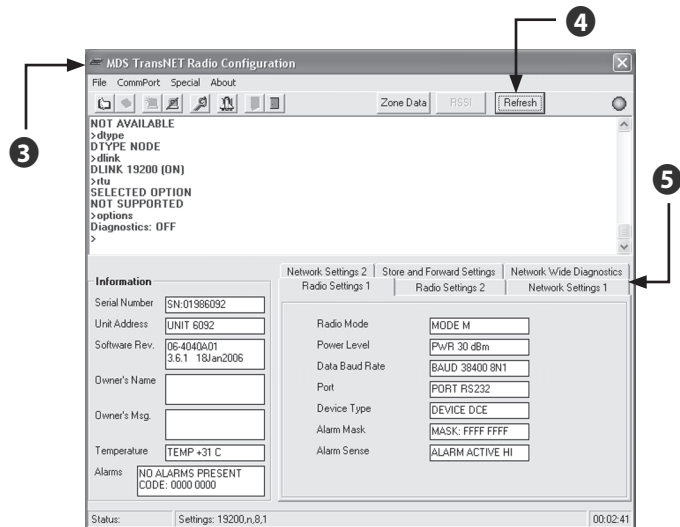 4
MDS TransNET Radio Configuration
3
File CommPort Special About
Zone Data RSSI Refresh
NOT AVAILABLE
>dtype
DTYPE NODE
>dlink
DLINK 19200 (ON)
>rtu
SELECTED OPTION
NOT SUPPORTED
>options
Diagnostics: OFF
>
5
Network Settings 2 Store and Forward Settings Network Wide Diagnostics
Radio Settings 1 Radio Settings 2 Network Settings 1
Information
Serial Number SN:01986092
Unit Address UNIT 6092
Software Rev. 06-4040A01
3.6.1 18Jan2006
Owner's Name
Owner's Msg.
Temperature TEMP +31 C
Alarms NO ALARMS PRESENT
CODE: 0000 0000
Radio Mode MODE M
Power Level PWR 30 dBm
Data Baud Rate BAUD 38400 8N1
Port PORT RS232
Device Type DEVICE DCE
Alarm Mask MASK: FFFF FFFF
Alarm Sense ALARM ACTIVE HI
Status: Settings: 19200,n,8,1 00:02:41